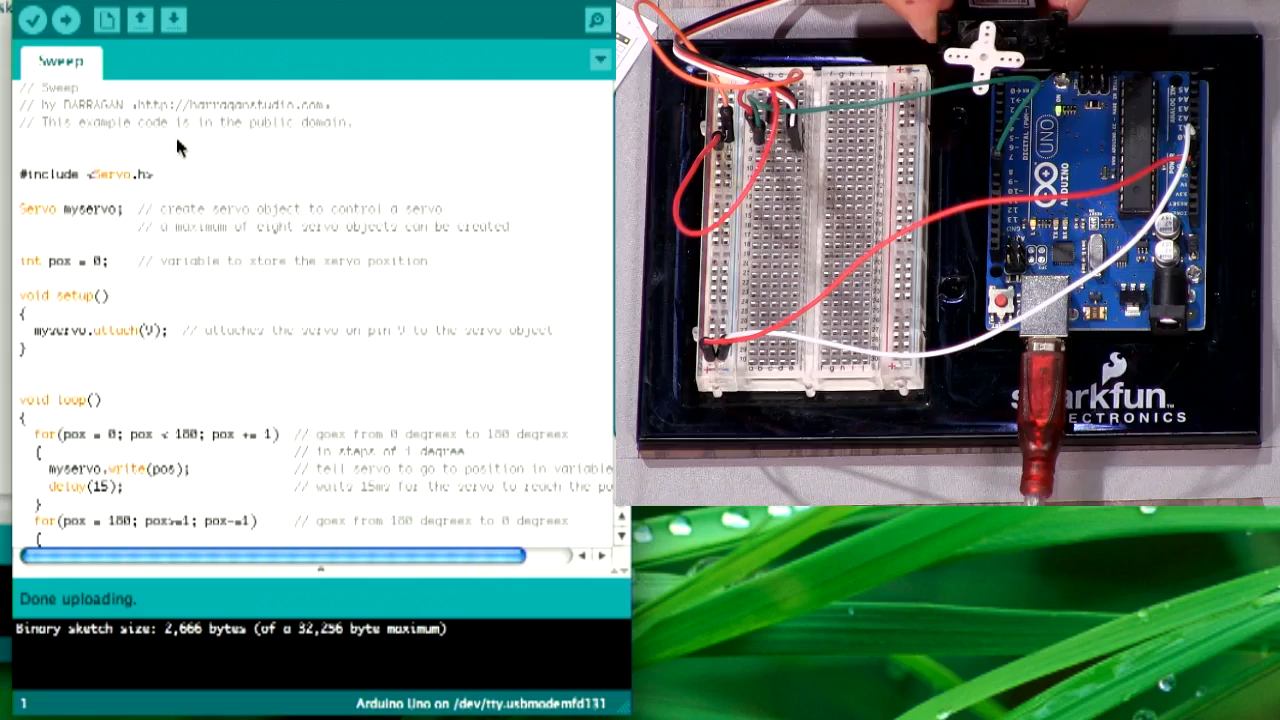 Sweep
// Sweep
// by BARRAGAN <http://barraganstudio.com>
// This example code is in the public domain.
#include <Servo.h>
Servo myservo;  // create servo object to control a servo
// a maximum of eight servo objects can be created
int pos = 0;    // variable to store the servo position
void setup()
{
myservo.attach(9);  // attaches the servo on pin 9 to the servo object
}
void loop()
{
for(pos = 0; pos < 180; pos += 1)  // goes from 0 degrees to 180 degrees
{                                  // in steps of 1 degree
myservo.write(pos);              // tell servo to go to position in variable
delay(15);                       // waits 15ms for the servo to reach the po
}
for(pos = 180; pos>=1; pos-=1)     // goes from 180 degrees to 0 degrees
{
Done uploading.
Binary sketch size: 2,666 bytes (of a 32,256 byte maximum)
1
Arduino Uno on /dev/tty.usbmodemfd131
UNO
ARDUINO
ANALOG IN
ON
arkfun
ELECTRONICS